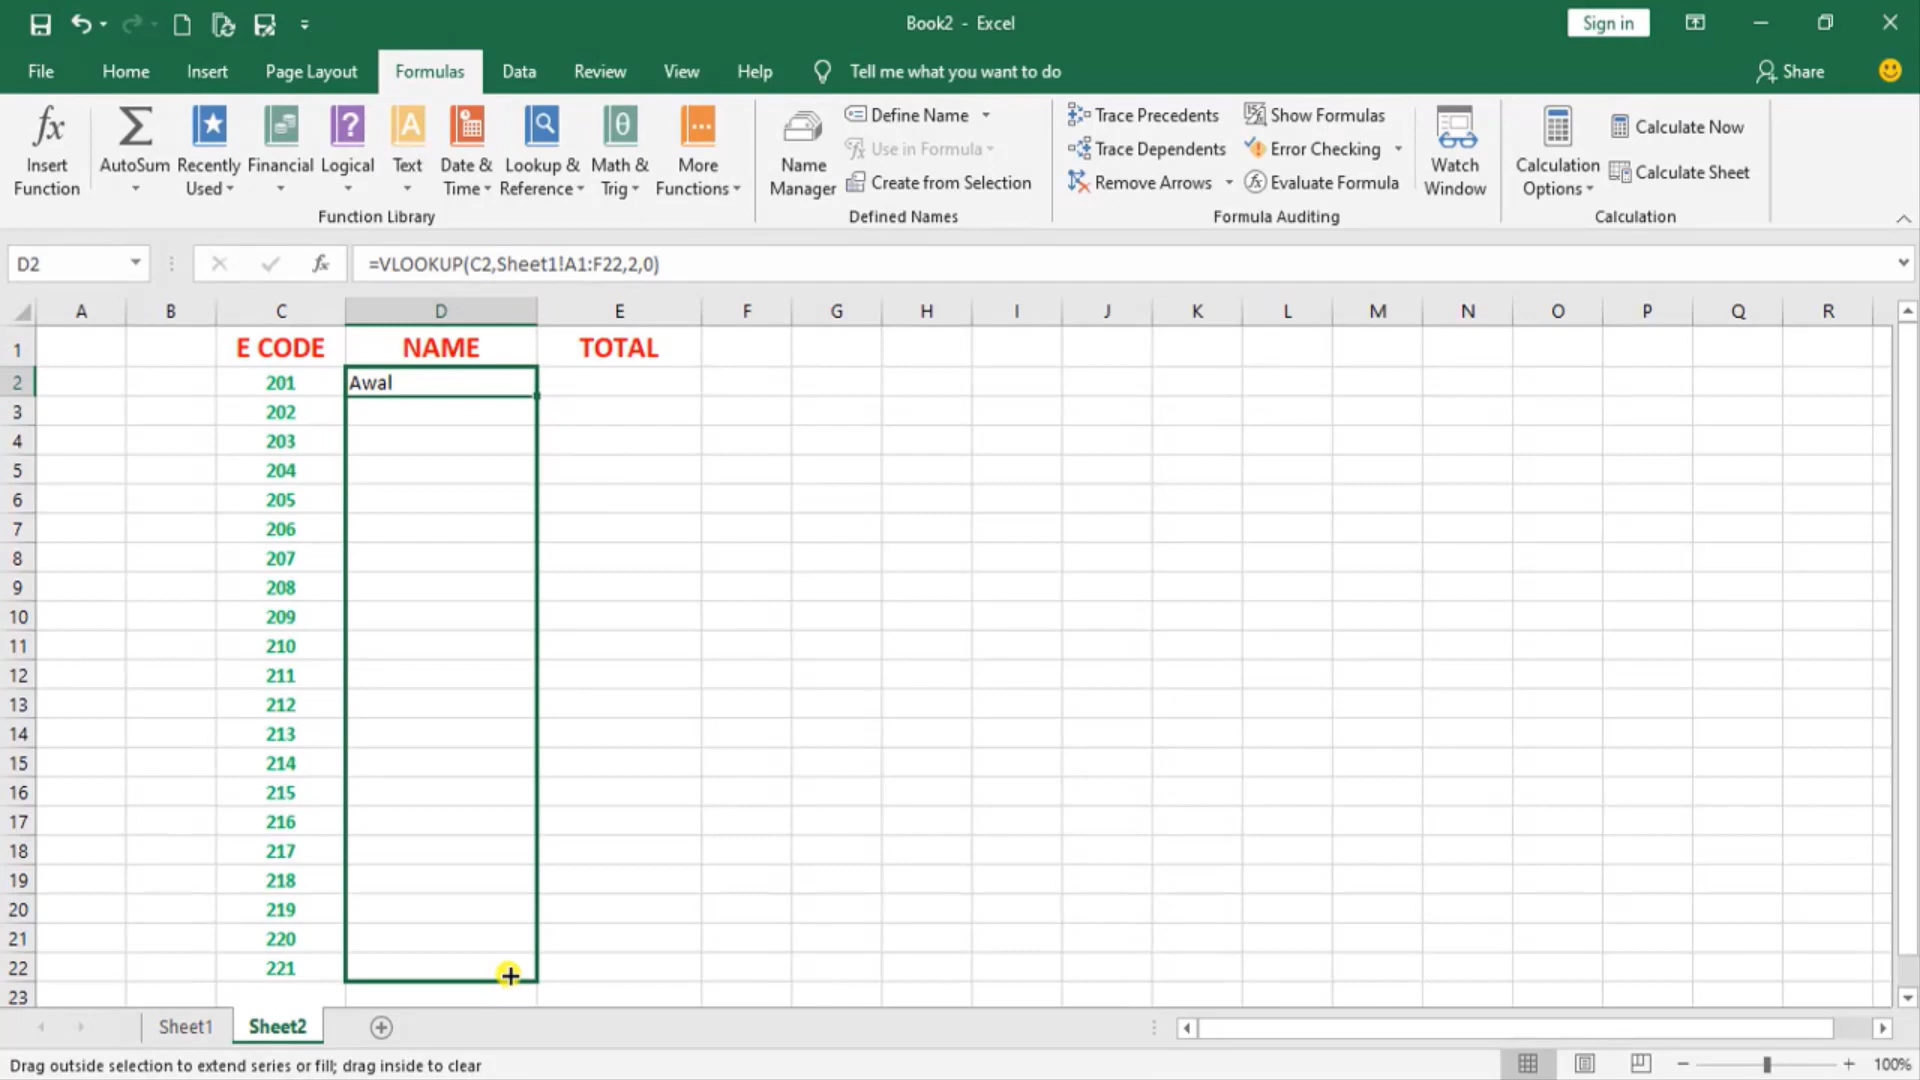 Book2 - Excel
Sign in
File Home Insert Page Layout Formulas Data Review View Help Tell me what you want to do Share
Insert Function
AutoSum
Recently Used
Financial
Logical
Text
Date & Time
Lookup & Reference
Math & Trig
More Functions
Function Library
Name Manager
Define Name
Use in Formula
Create from Selection
Defined Names
Trace Precedents
Trace Dependents
Remove Arrows
Show Formulas
Error Checking
Evaluate Formula
Formula Auditing
Watch Window
Calculation Options
Calculate Now
Calculate Sheet
Calculation
D2 fx =VLOOKUP(C2,Sheet1!A1:F22,2,0)
A B C D E F G H I J K L M N O P Q R
1 E CODE NAME TOTAL
2 201 Awal
3 202
4 203
5 204
6 205
7 206
8 207
9 208
10 209
11 210
12 211
13 212
14 213
15 214
16 215
17 216
18 217
19 218
20 219
21 220
22 221
23
Sheet1 Sheet2
Drag outside selection to extend series or fill; drag inside to clear
100%